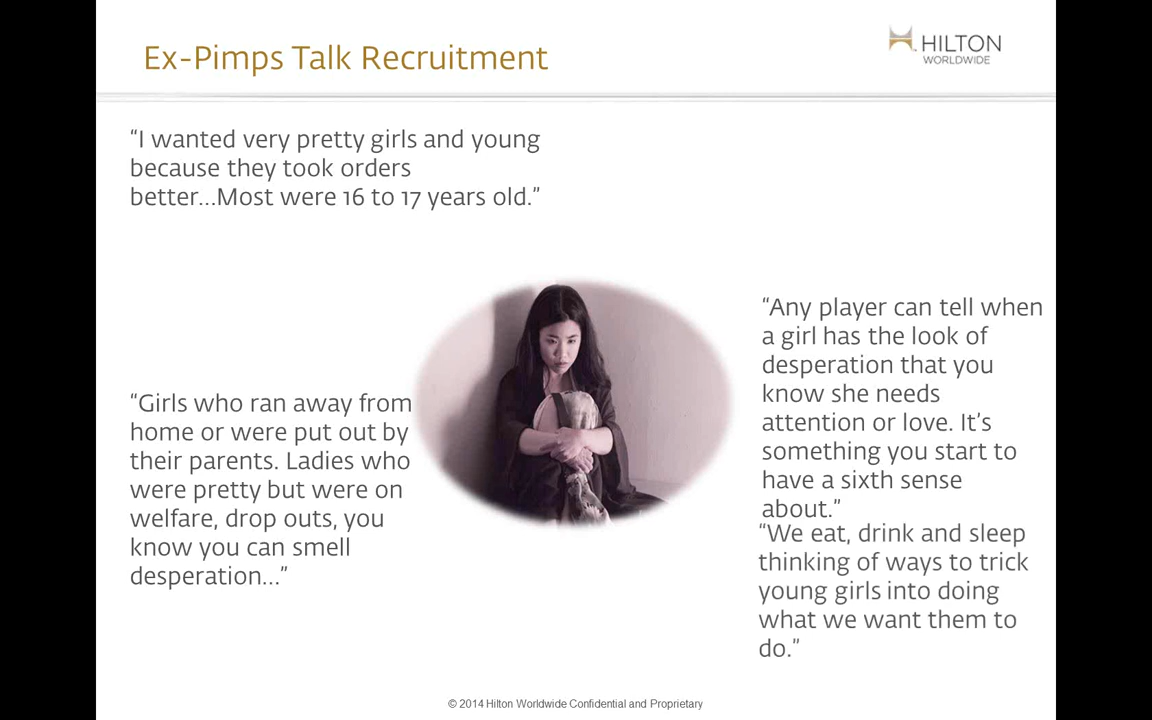 Ex-Pimps Talk Recruitment
HILTON
WORLDWIDE
“I wanted very pretty girls and young
because they took orders
better...Most were 16 to 17 years old.”
“Girls who ran away from
home or were put out by
their parents. Ladies who
were pretty but were on
welfare, drop outs, you
know you can smell
desperation...”
“Any player can tell when
a girl has the look of
desperation that you
know she needs
attention or love. It’s
something you start to
have a sixth sense
about.”
“We eat, drink and sleep
thinking of ways to trick
young girls into doing
what we want them to
do.”
© 2014 Hilton Worldwide Confidential and Proprietary